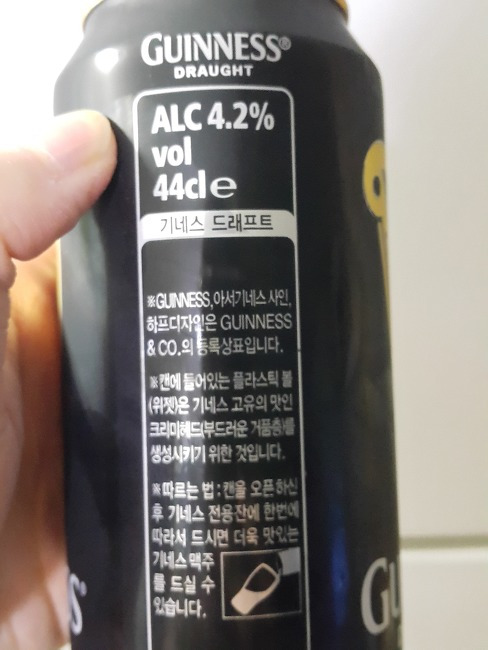 GUINNESS®
DRAUGHT
ALC 4.2%
vol
44cl e
기네스 드래프트
※GUINNESS, 아서기네스 사인,
하프디자인은 GUINNESS
& CO.의 등록상표입니다.
※캔에 들어있는 플라스틱 볼
(위젯)은 기네스 고유의 맛인
크리미헤드(부드러운 거품층)를
생성시키기 위한 것입니다.
※따르는 법 : 캔을 오픈하신
후 기네스 전용잔에 한번에
따라서 드시면 더욱 맛있는
기네스 맥주
를 드실 수
있습니다.